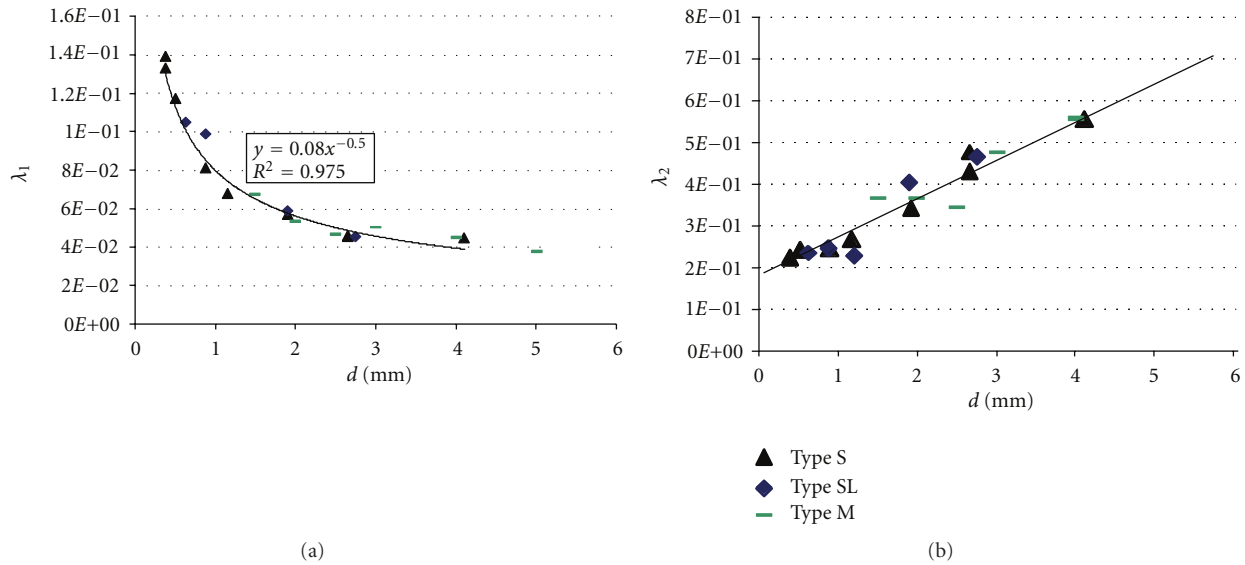 1.6E−01
1.4E−01
1.2E−01
1E−01
8E−02
6E−02
4E−02
2E−02
0E+00
λ1
y = 0.08x^−0.5
R² = 0.975
0 1 2 3 4 5 6
d (mm)
(a)
8E−01
7E−01
6E−01
5E−01
4E−01
3E−01
2E−01
1E−01
0E+00
λ2
0 1 2 3 4 5 6
d (mm)
Type S
Type SL
Type M
(b)